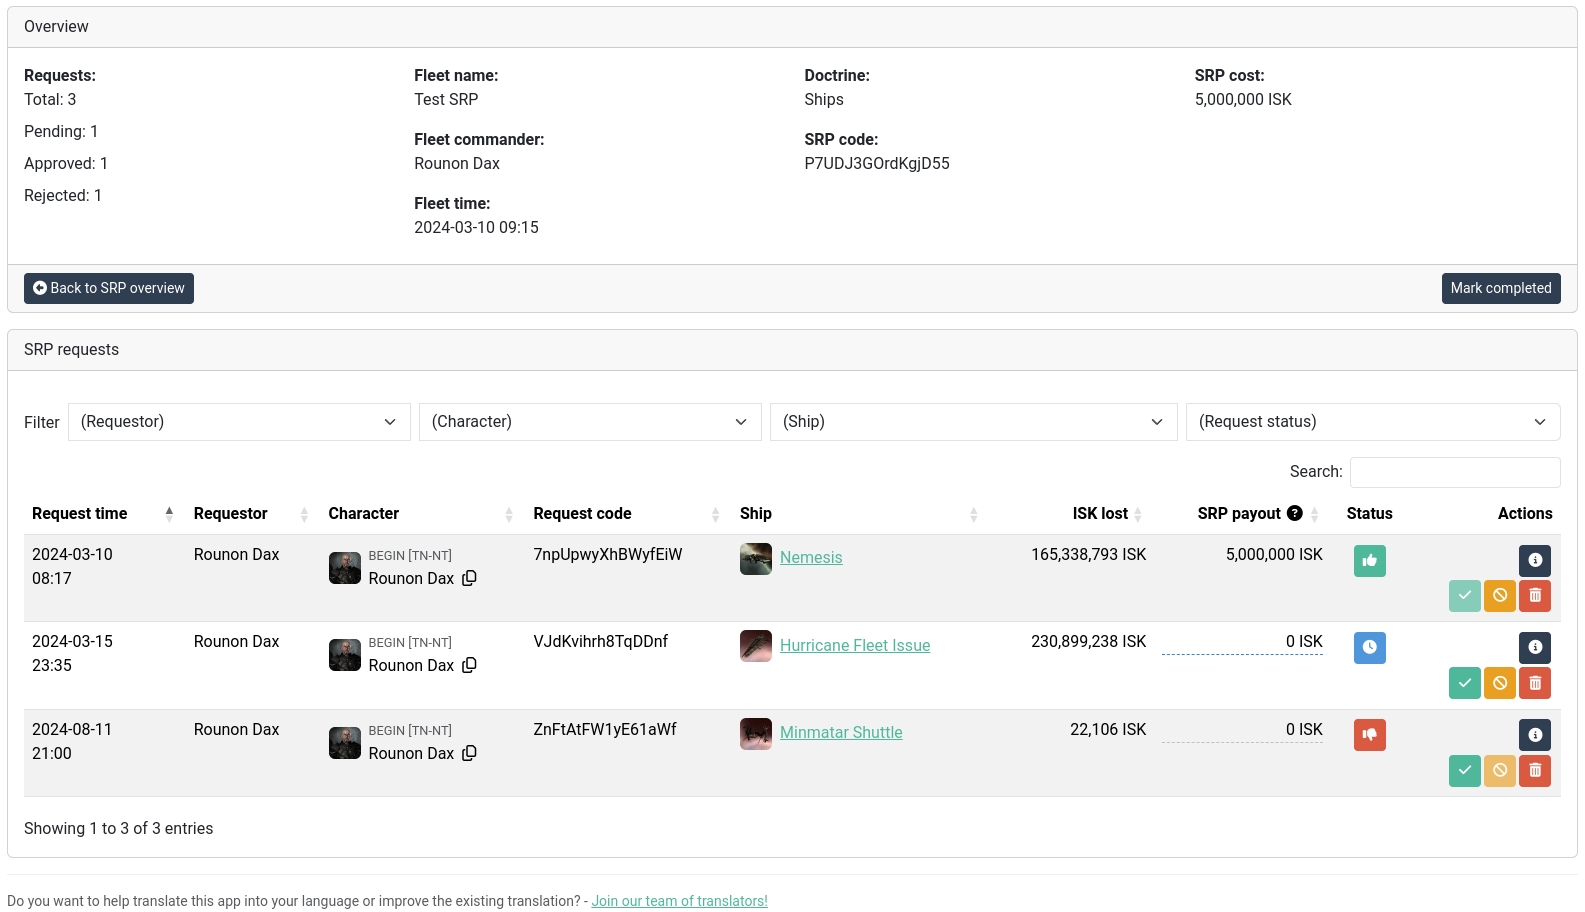 Overview
Requests:
Total: 3
Pending: 1
Approved: 1
Rejected: 1
Fleet name:
Test SRP
Fleet commander:
Rounon Dax
Fleet time:
2024-03-10 09:15
Doctrine:
Ships
SRP code:
P7UDJ3GOrdKgjD55
SRP cost:
5,000,000 ISK
Back to SRP overview
Mark completed
SRP requests
Filter (Requestor) (Character) (Ship) (Request status)
Search:
Request time Requestor Character Request code Ship ISK lost SRP payout ? Status Actions
2024-03-10 08:17 Rounon Dax BEGIN [TN-NT] Rounon Dax 7npUpwyXhBWyfEiW Nemesis 165,338,793 ISK 5,000,000 ISK
2024-03-15 23:35 Rounon Dax BEGIN [TN-NT] Rounon Dax VJdKvihrh8TqDDnf Hurricane Fleet Issue 230,899,238 ISK 0 ISK
2024-08-11 21:00 Rounon Dax BEGIN [TN-NT] Rounon Dax ZnFtAtFW1yE61aWf Minmatar Shuttle 22,106 ISK 0 ISK
Showing 1 to 3 of 3 entries
Do you want to help translate this app into your language or improve the existing translation? - Join our team of translators!